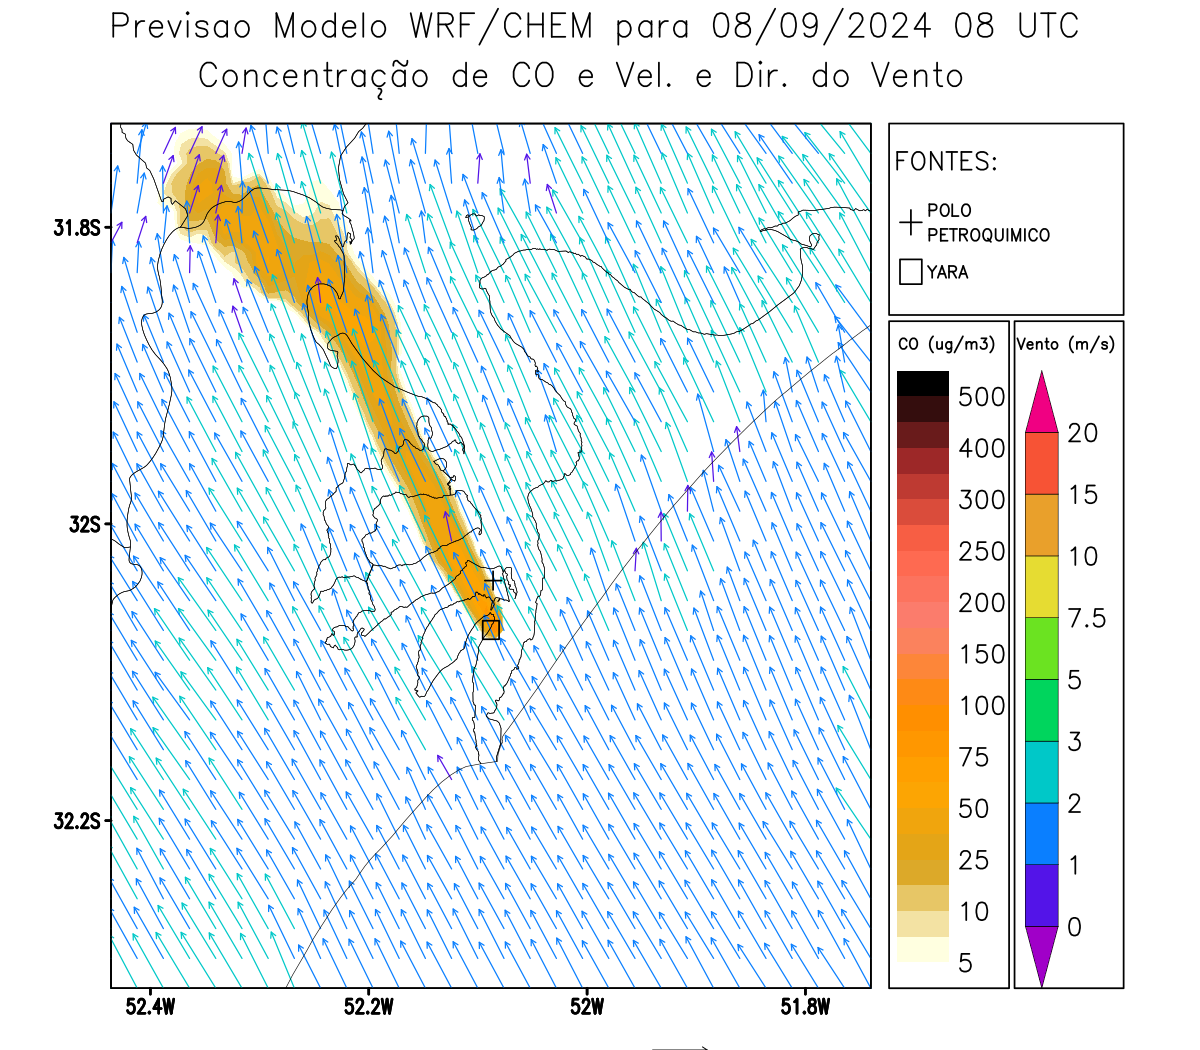 Previsao Modelo WRF/CHEM para 08/09/2024 08 UTC
Concentração de CO e Vel. e Dir. do Vento
FONTES:
POLO
PETROQUIMICO
YARA
CO (ug/m3)
500
400
300
250
200
150
100
75
50
25
10
5
Vento (m/s)
20
15
10
7.5
5
3
2
1
0
31.8S
32S
32.2S
52.4W
52.2W
52W
51.8W